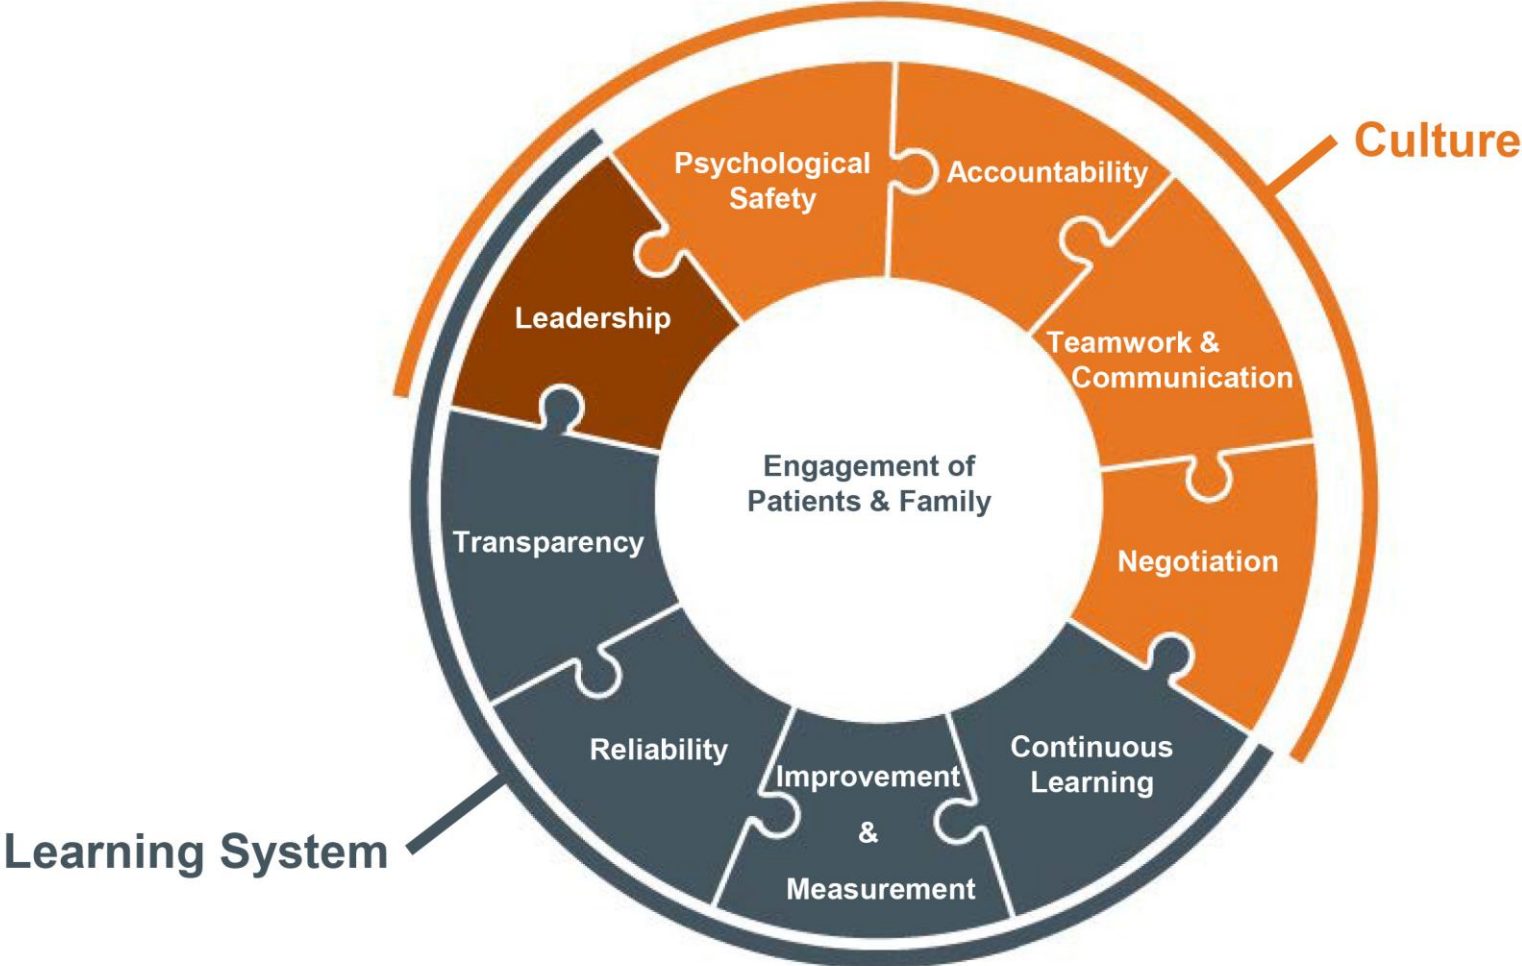 Culture
Psychological
Safety
Accountability
Leadership
Teamwork &
Communication
Engagement of
Patients & Family
Transparency
Negotiation
Reliability
Improvement
&
Measurement
Continuous
Learning
Learning System